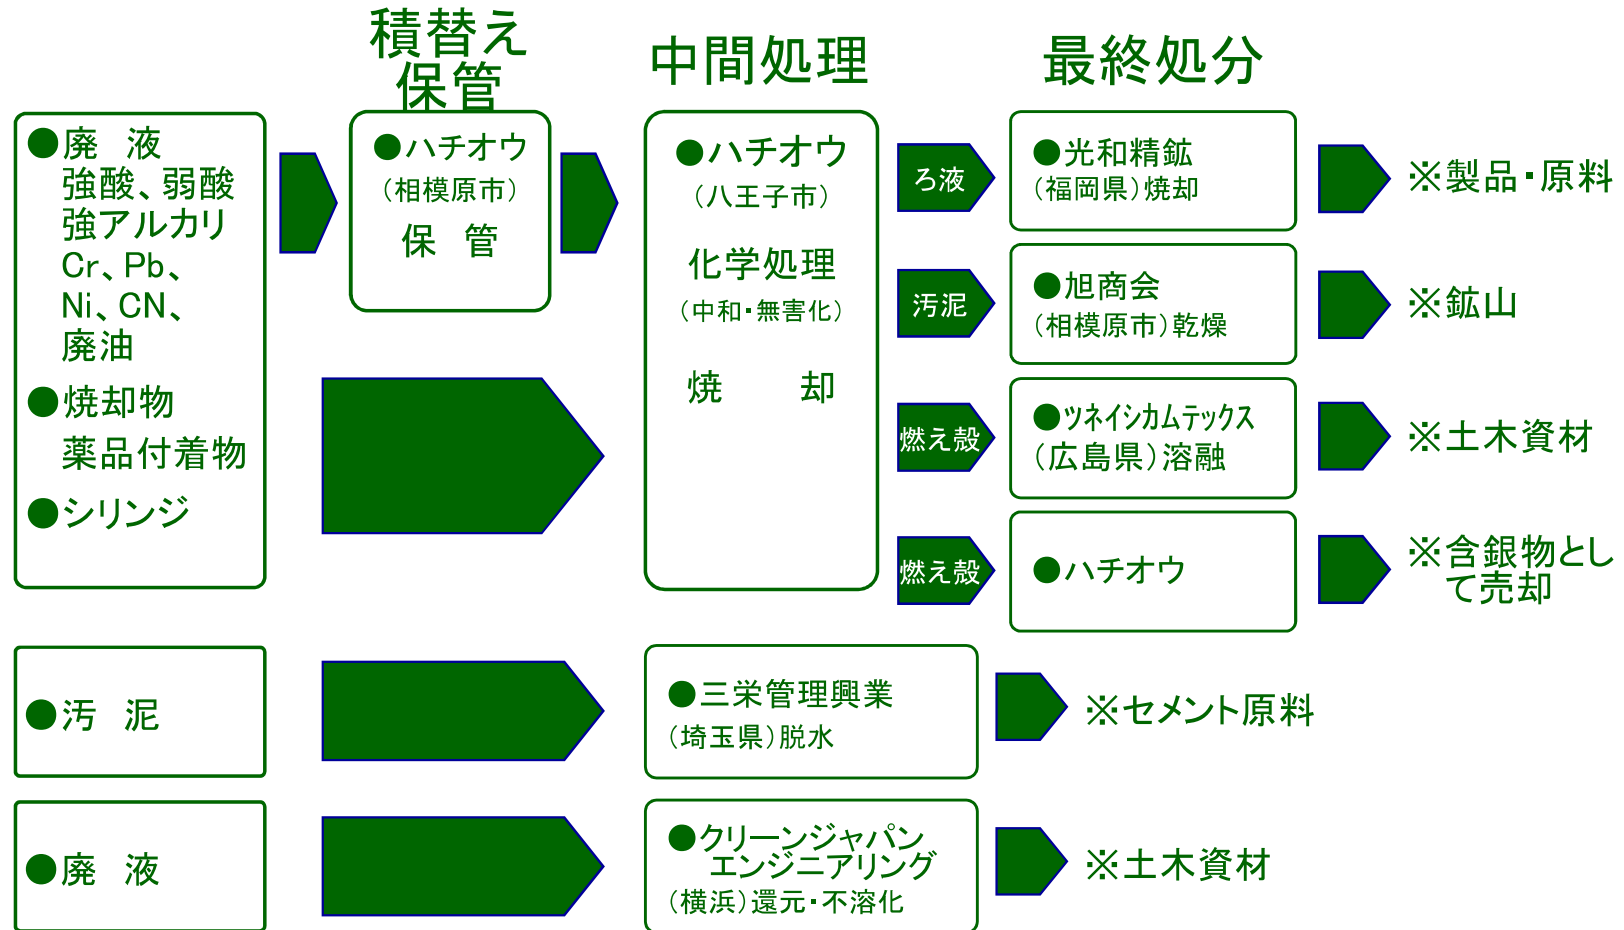 積替え
保管
中間処理
最終処分
●廃　液
強酸、弱酸
強アルカリ
Cr、Pb、
Ni、CN、
廃油
●焼却物
薬品付着物
●シリンジ
●ハチオウ
（相模原市）
保　管
●ハチオウ
（八王子市）
化学処理
（中和・無害化）
焼　　却
ろ液
●光和精鉱
（福岡県）焼却
※製品・原料
汚泥
●旭商会
（相模原市）乾燥
※鉱山
燃え殻
●ツネイシカムテックス
（広島県）溶融
※土木資材
燃え殻
●ハチオウ
※含銀物とし
て売却
●汚　泥
●三栄管理興業
（埼玉県）脱水
※セメント原料
●廃　液
●クリーンジャパン
エンジニアリング
（横浜）還元・不溶化
※土木資材